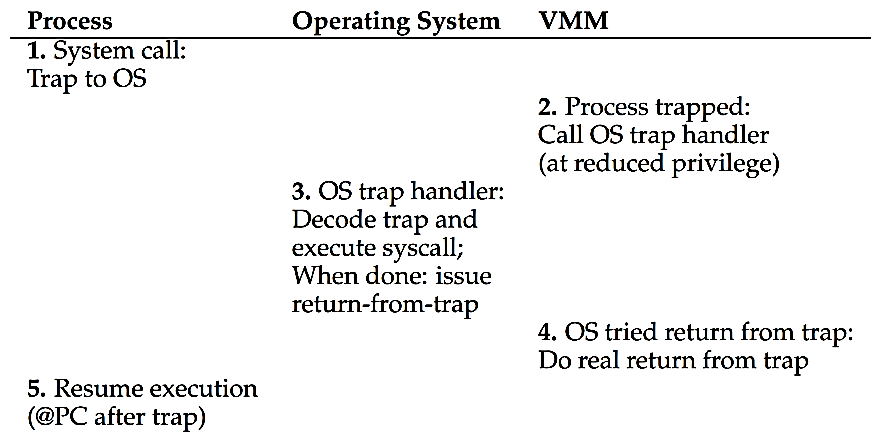 Process Operating System VMM
1. System call:
Trap to OS
2. Process trapped:
Call OS trap handler
(at reduced privilege)
3. OS trap handler:
Decode trap and
execute syscall;
When done: issue
return-from-trap
4. OS tried return from trap:
Do real return from trap
5. Resume execution
(@PC after trap)